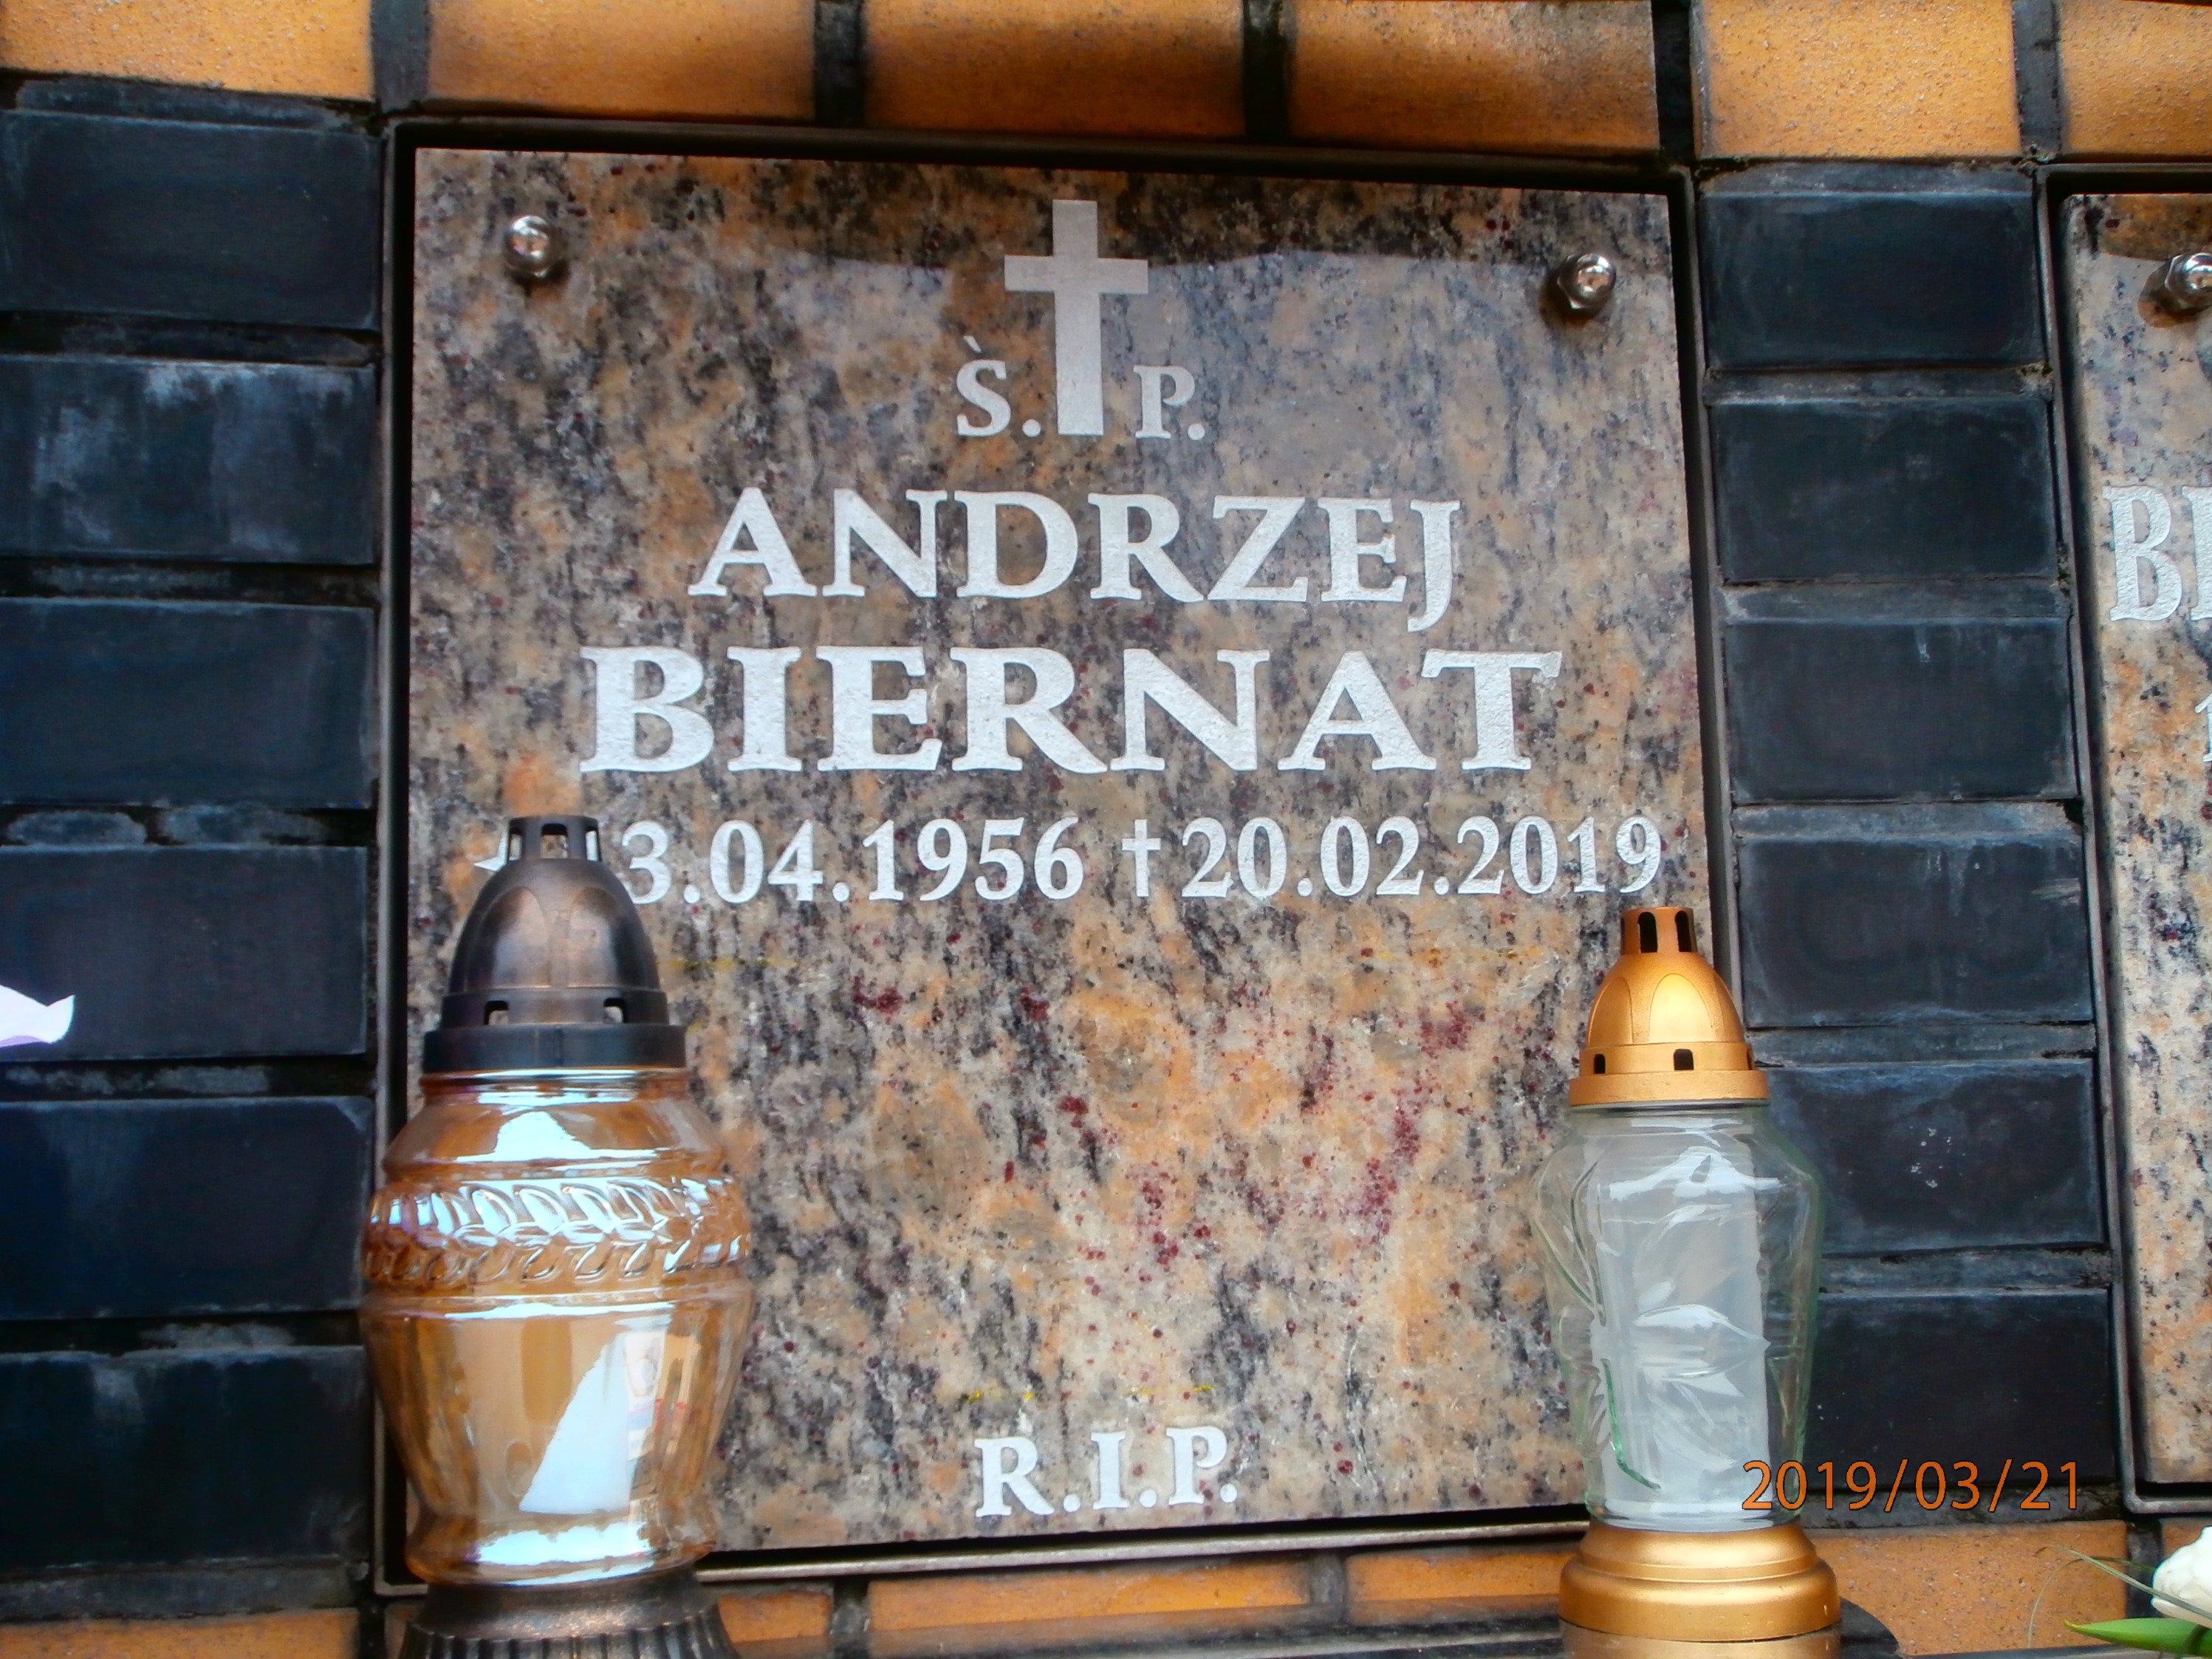 Ṡ. P.
ANDRZEJ
BIERNAT
3.04.1956 †20.02.2019
R.I.P.
2019/03/21